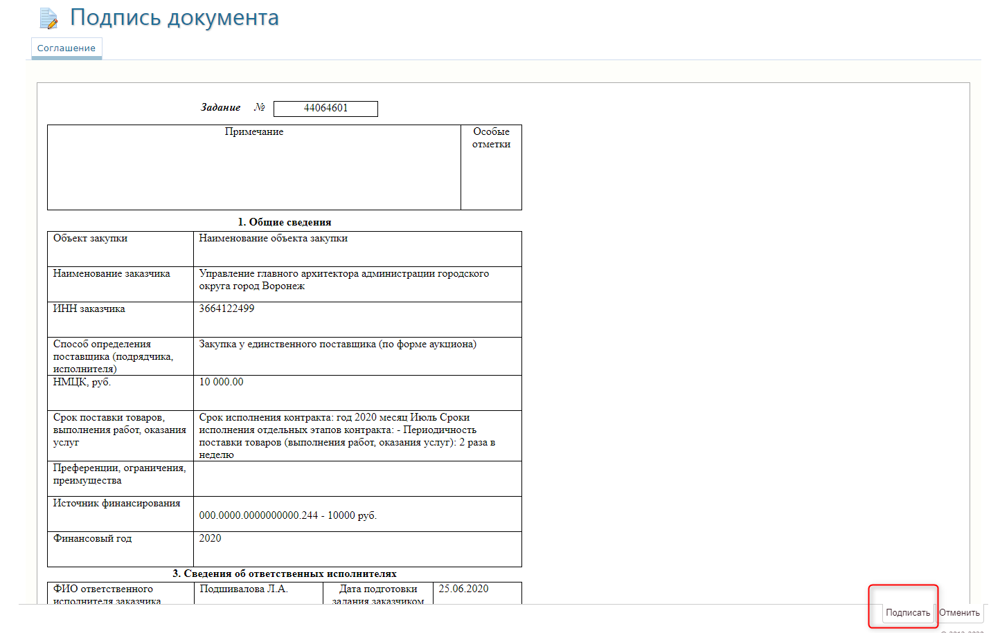 Подпись документа
Соглашение
Задание № 44064601
Примечание
Особые
отметки
1. Общие сведения
Объект закупки
Наименование объекта закупки
Наименование заказчика
Управление главного архитектора администрации городского
округа город Воронеж
ИНН заказчика
3664122499
Способ определения
поставщика (подрядчика,
исполнителя)
Закупка у единственного поставщика (по форме аукциона)
НМЦК, руб.
10 000.00
Срок поставки товаров,
выполнения работ, оказания
услуг
Срок исполнения контракта: год 2020 месяц Июль Сроки
исполнения отдельных этапов контракта: - Периодичность
поставки товаров (выполнения работ, оказания услуг): 2 раза в
неделю
Преференции, ограничения,
преимущества
Источник финансирования
000.0000.0000000000.244 - 10000 руб.
Финансовый год
2020
3. Сведения об ответственных исполнителях
ФИО ответственного
исполнителя заказчика
Подшивалова Л.А.
Дата подготовки
задания заказчиком
25.06.2020
Подписать
Отменить